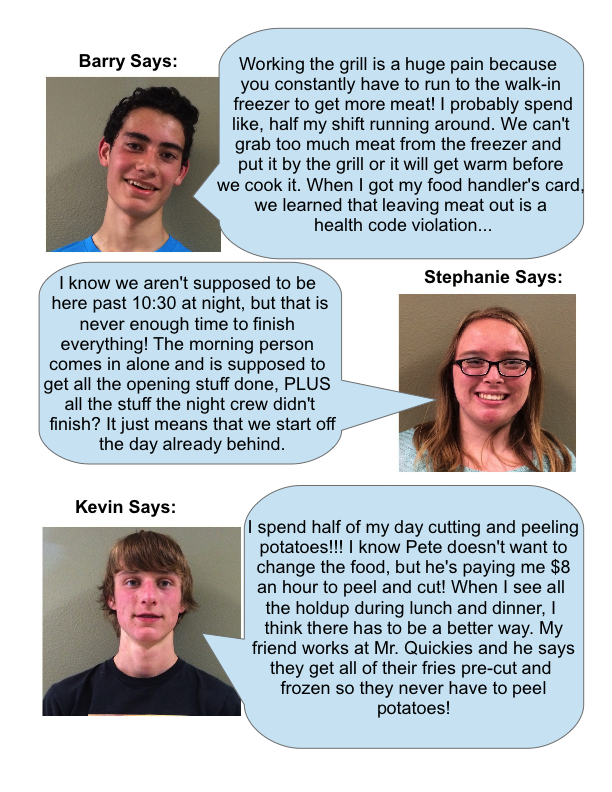 Barry Says:
Working the grill is a huge pain because
you constantly have to run to the walk-in
freezer to get more meat! I probably spend
like, half my shift running around. We can't
grab too much meat from the freezer and
put it by the grill or it will get warm before
we cook it. When I got my food handler's card,
we learned that leaving meat out is a
health code violation...
Stephanie Says:
I know we aren't supposed to be
here past 10:30 at night, but that is
never enough time to finish
everything! The morning person
comes in alone and is supposed to
get all the opening stuff done, PLUS
all the stuff the night crew didn't
finish? It just means that we start off
the day already behind.
Kevin Says:
I spend half of my day cutting and peeling
potatoes!!! I know Pete doesn't want to
change the food, but he's paying me $8
an hour to peel and cut! When I see all
the holdup during lunch and dinner, I
think there has to be a better way. My
friend works at Mr. Quickies and he says
they get all of their fries pre-cut and
frozen so they never have to peel
potatoes!